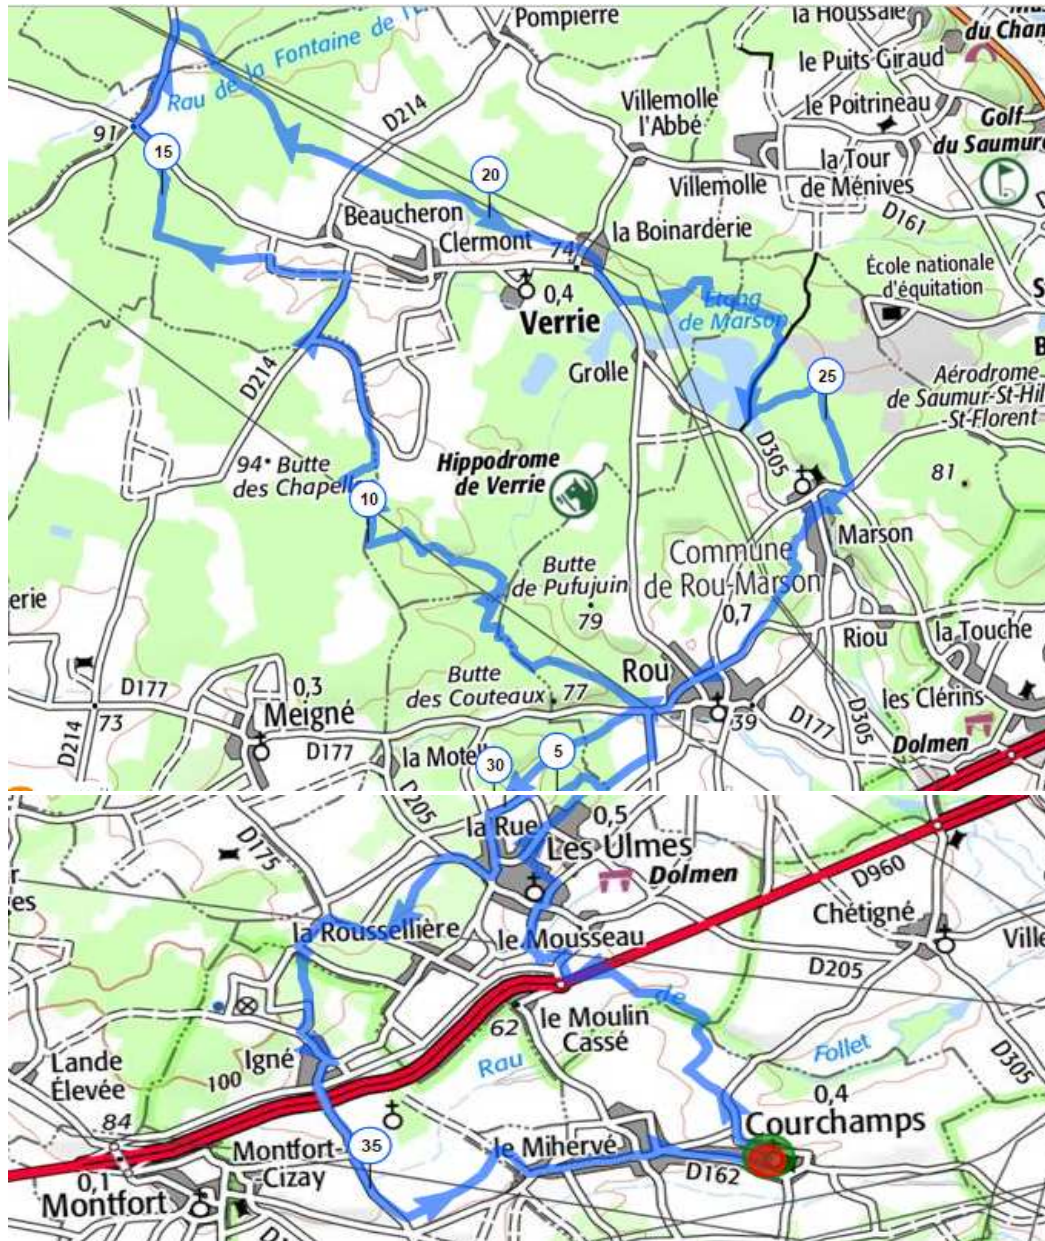 Pompierre
la Houssaie
du Chan
le Puits Giraud
Rau de la Fontaine de l'E
D214
Villemolle
l'Abbé
le Poitrineau
Golf
du Saumuro
91
15
20
la Tour
de Ménives
Villemolle
D161
Beaucheron
Clermont
74
la Boinarderie
École nationale
d'équitation
S
0,4
Verrie
Étang
de Marson
B
Grolle
25
Aérodrome
de Saumur-St-Hil
-St-Florent
D214
D305
94
Butte
des Chapell
Hippodrome
de Verrie
81
10
Marson
Commune
de Rou-Marson
Butte
de Pufujuin
79
0,7
erie
Riou
la Touche
Rou
Butte
des Couteaux
77
D177
0,3
Meigné
les Clérins
73
D214
D177
39
D177
D305
Dolmen
la Motell
30
5
D205
la Rue
0,5
Les Ulmes
D175
Dolmen
D960
r
es
Chétigné
la Roussellière
le Mousseau
Ville
D205
de
62
le Moulin
Cassé
Follet
D305
Igné
Lande
Élevée
100
Rau
0,4
Courchamps
84
35
le Mihervé
Montfort
-Cizay
D162
0,1
Montfort